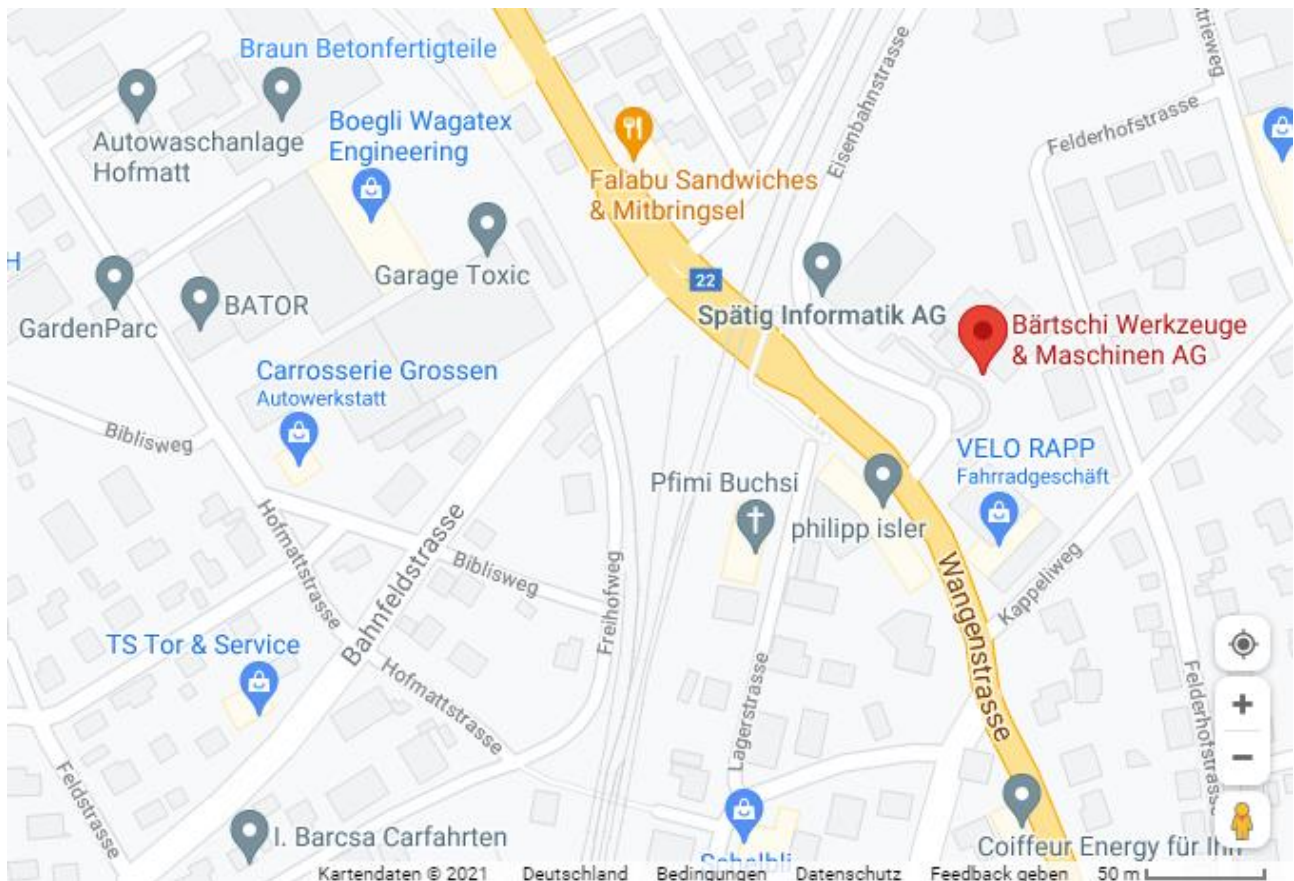 Braun Betonfertigteile
Autowaschanlage
Hofmatt
Boegli Wagatex
Engineering
Falabu Sandwiches
& Mitbringsel
Eisenbahnstrasse
Felderhofstrasse
trieweg
H
GardenParc
BATOR
Garage Toxic
22
Spätig Informatik AG
Bärtschi Werkzeuge
& Maschinen AG
Carrosserie Grossen
Autowerkstatt
Biblisweg
Hofmattstrasse
Bahnfeldstrasse
Biblisweg
Freihofweg
Pfimi Buchsi
philipp isler
VELO RAPP
Fahrradgeschäft
Wangenstrasse
Kappeliweg
TS Tor & Service
Hofmattstrasse
Lagerstrasse
Felderhofstrasse
Feldstrasse
I. Barcsa Carfahrten
Coiffeur Energy für Ihn
Kartendaten © 2021 Deutschland Bedingungen Datenschutz Feedback geben 50 m